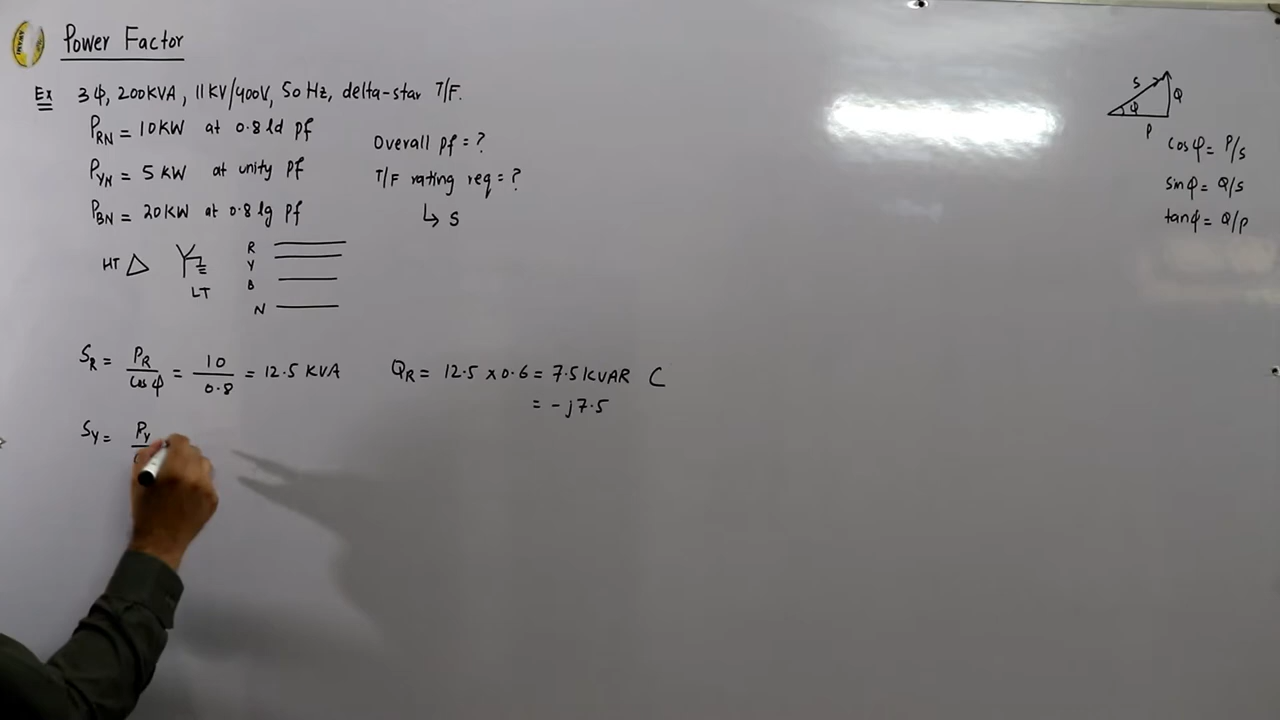 Power Factor
Ex 3φ, 200KVA, 11KV/400V, 50Hz, delta-star T/F.
P_RN = 10KW at 0.8 ld pf
P_YN = 5 KW at unity pf
P_BN = 20KW at 0.8 lg pf
Overall pf = ?
T/F rating req = ?
↳ S
HT △
LT
R
Y
B
N
S_R = P_R/cosφ = 10/0.8 = 12.5 KVA
Q_R = 12.5 × 0.6 = 7.5 KVAR C
= -j7.5
S_Y = P_Y
S
φ
Q
P
cosφ = P/S
sinφ = Q/S
tanφ = Q/P